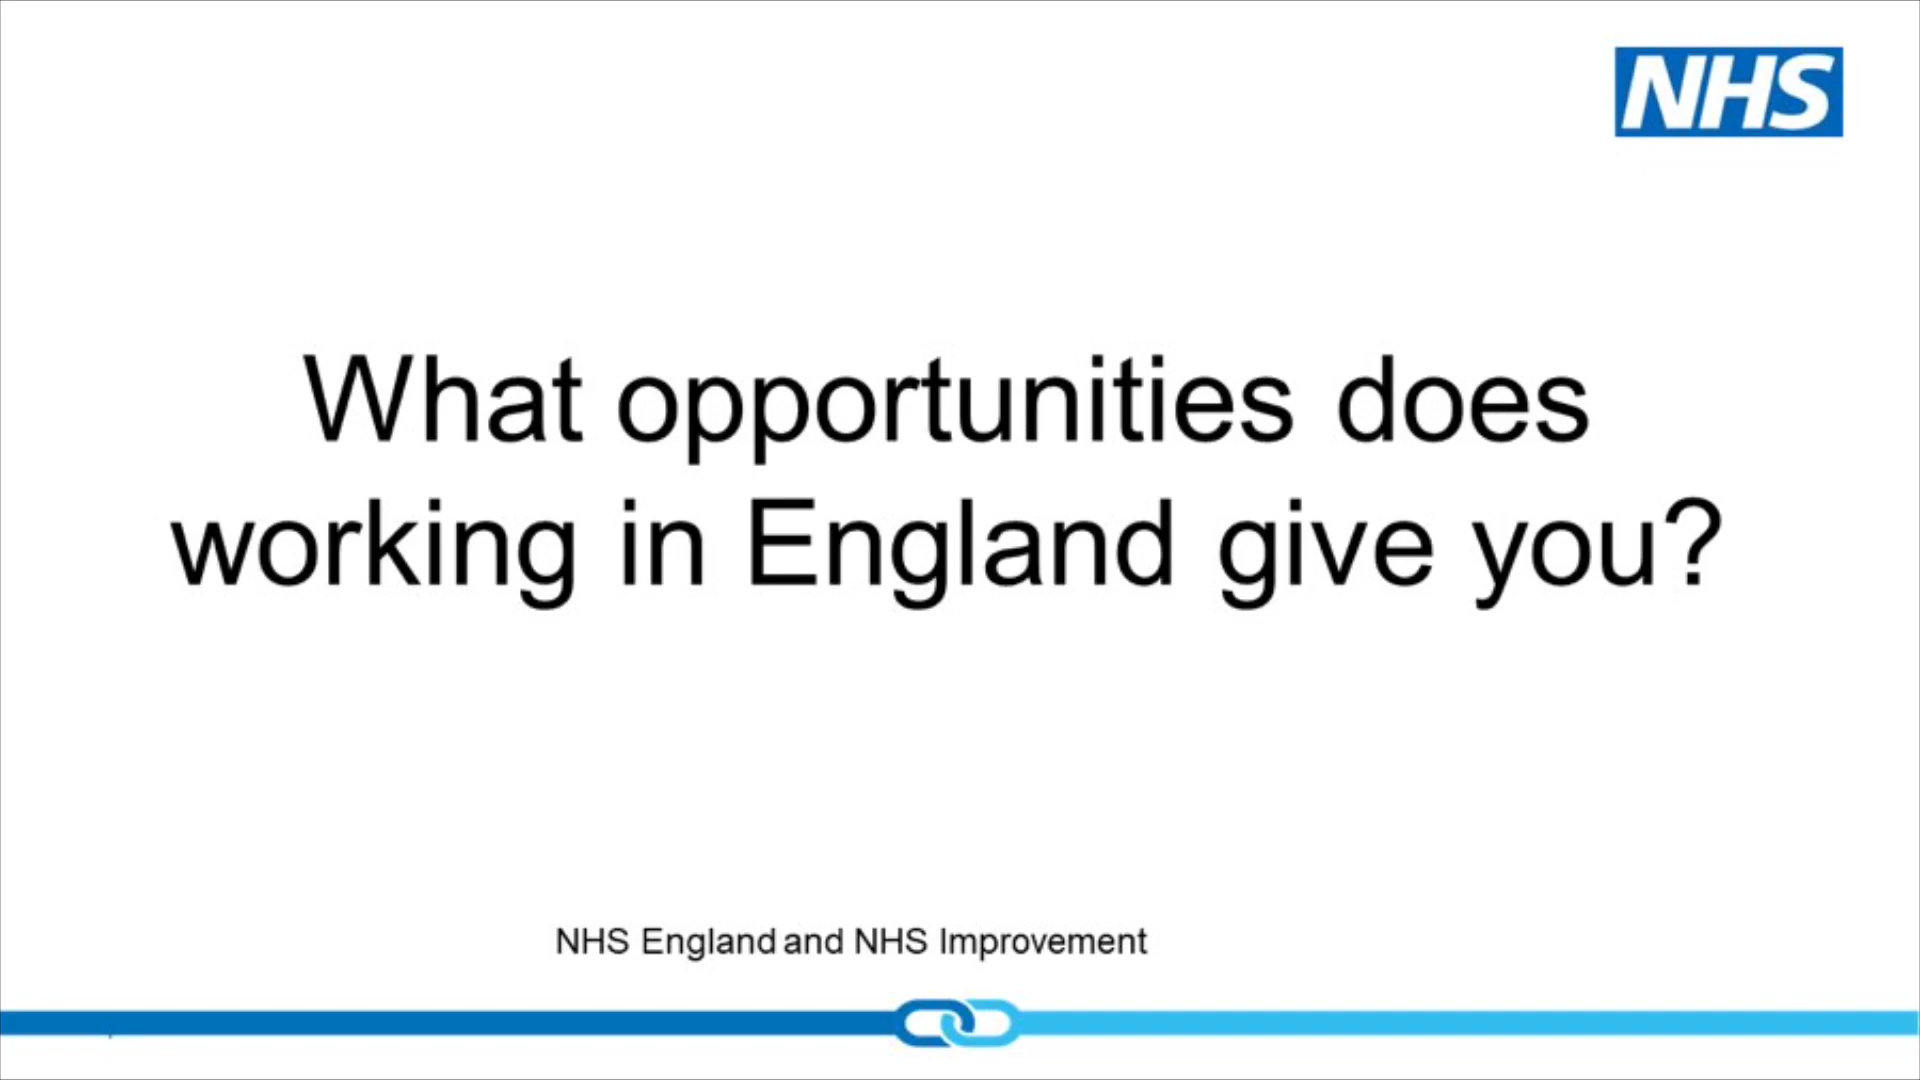 NHS
What opportunities does
working in England give you?
NHS England and NHS Improvement